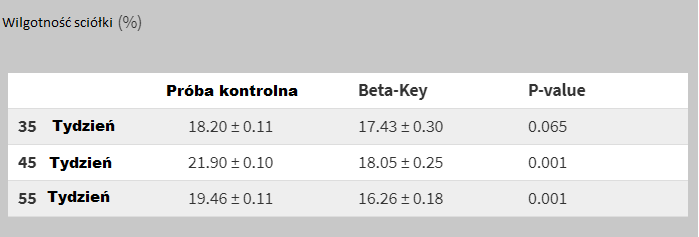 Wilgotność sciółki (%)
Próba kontrolna Beta-Key P-value
35 Tydzień 18.20 ± 0.11 17.43 ± 0.30 0.065
45 Tydzień 21.90 ± 0.10 18.05 ± 0.25 0.001
55 Tydzień 19.46 ± 0.11 16.26 ± 0.18 0.001